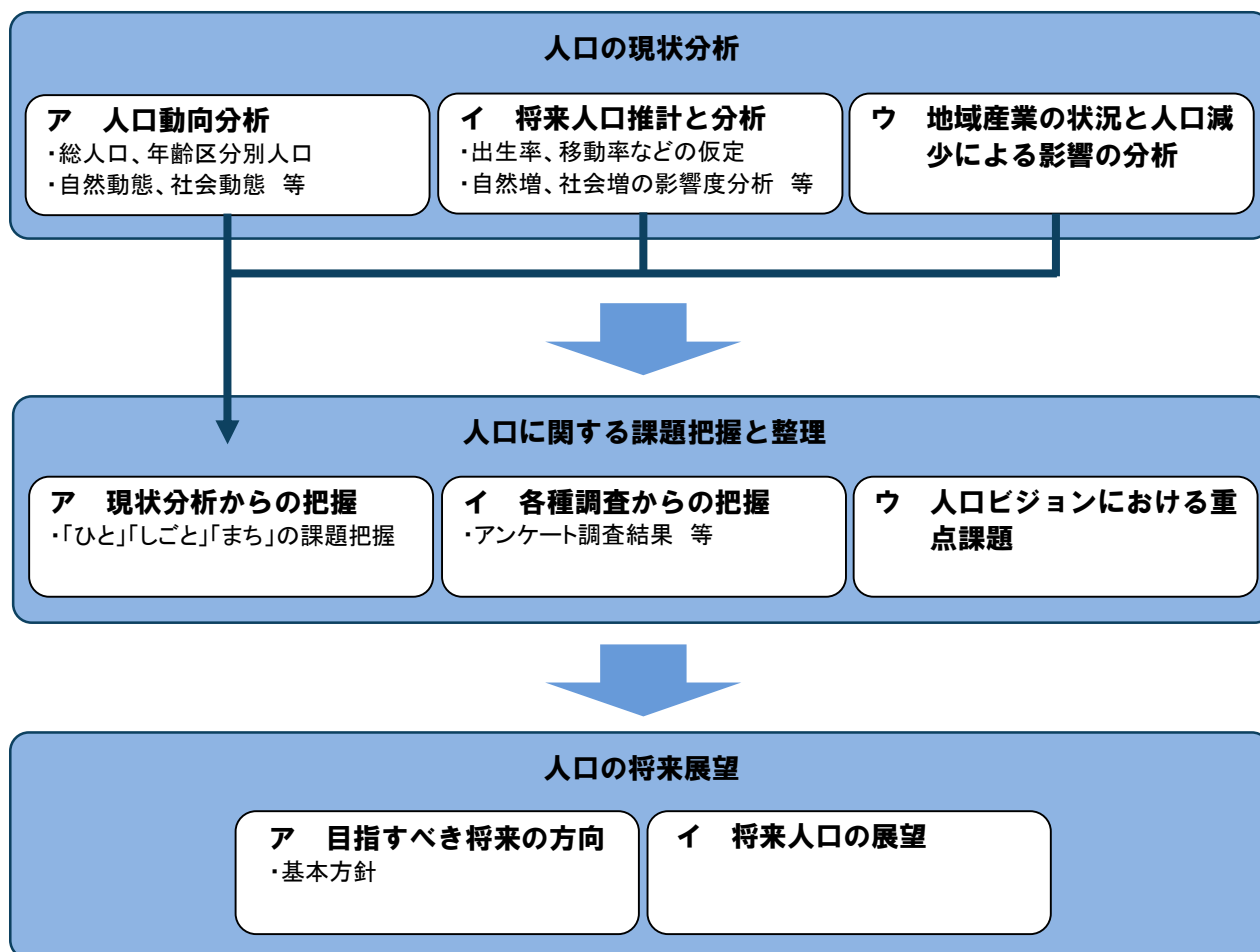 人口の現状分析
ア　人口動向分析
・総人口、年齢区分別人口
・自然動態、社会動態　等
イ　将来人口推計と分析
・出生率、移動率などの仮定
・自然増、社会増の影響度分析　等
ウ　地域産業の状況と人口減
少による影響の分析
人口に関する課題把握と整理
ア　現状分析からの把握
・「ひと」「しごと」「まち」の課題把握
イ　各種調査からの把握
・アンケート調査結果　等
ウ　人口ビジョンにおける重
点課題
人口の将来展望
ア　目指すべき将来の方向
・基本方針
イ　将来人口の展望